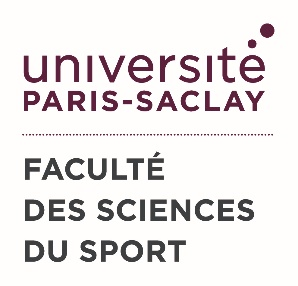 université
PARIS-SACLAY
FACULTÉ
DES SCIENCES
DU SPORT